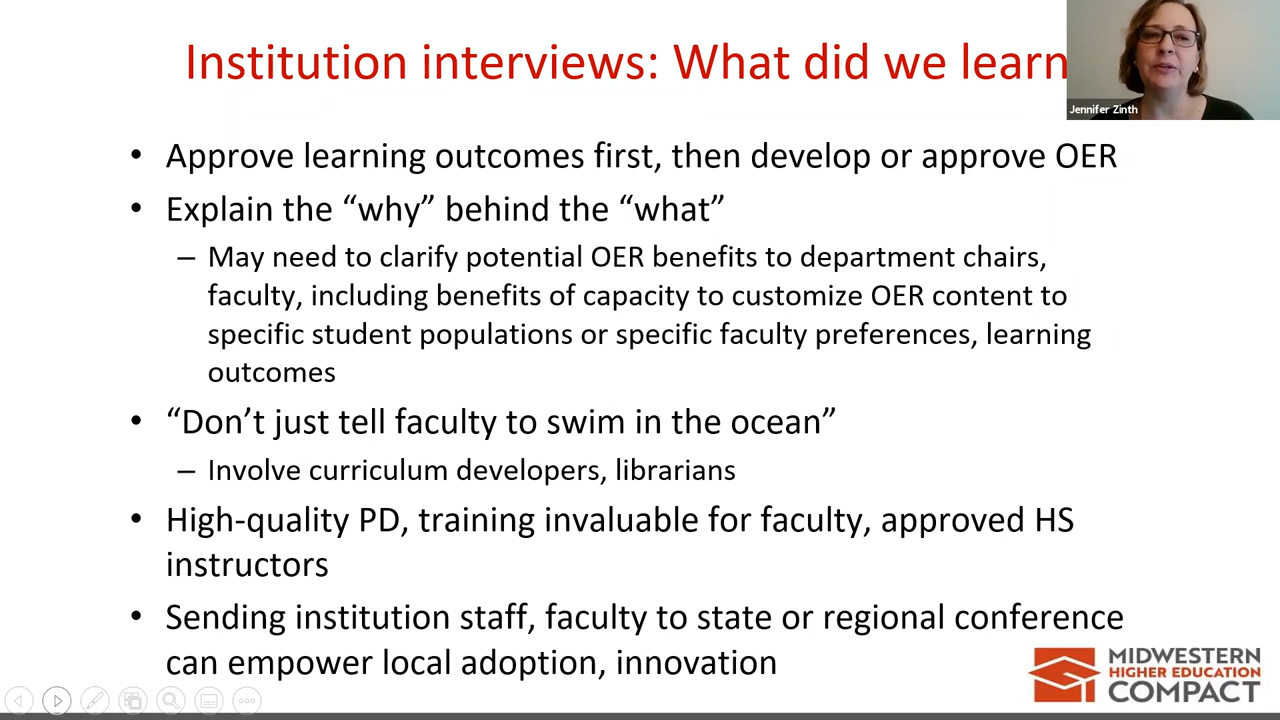 Institution interviews: What did we learn
Jennifer Zinth
• Approve learning outcomes first, then develop or approve OER
• Explain the “why” behind the “what”
– May need to clarify potential OER benefits to department chairs,
faculty, including benefits of capacity to customize OER content to
specific student populations or specific faculty preferences, learning
outcomes
• “Don’t just tell faculty to swim in the ocean”
– Involve curriculum developers, librarians
• High-quality PD, training invaluable for faculty, approved HS
instructors
• Sending institution staff, faculty to state or regional conference
can empower local adoption, innovation
MIDWESTERN
HIGHER EDUCATION
COMPACT